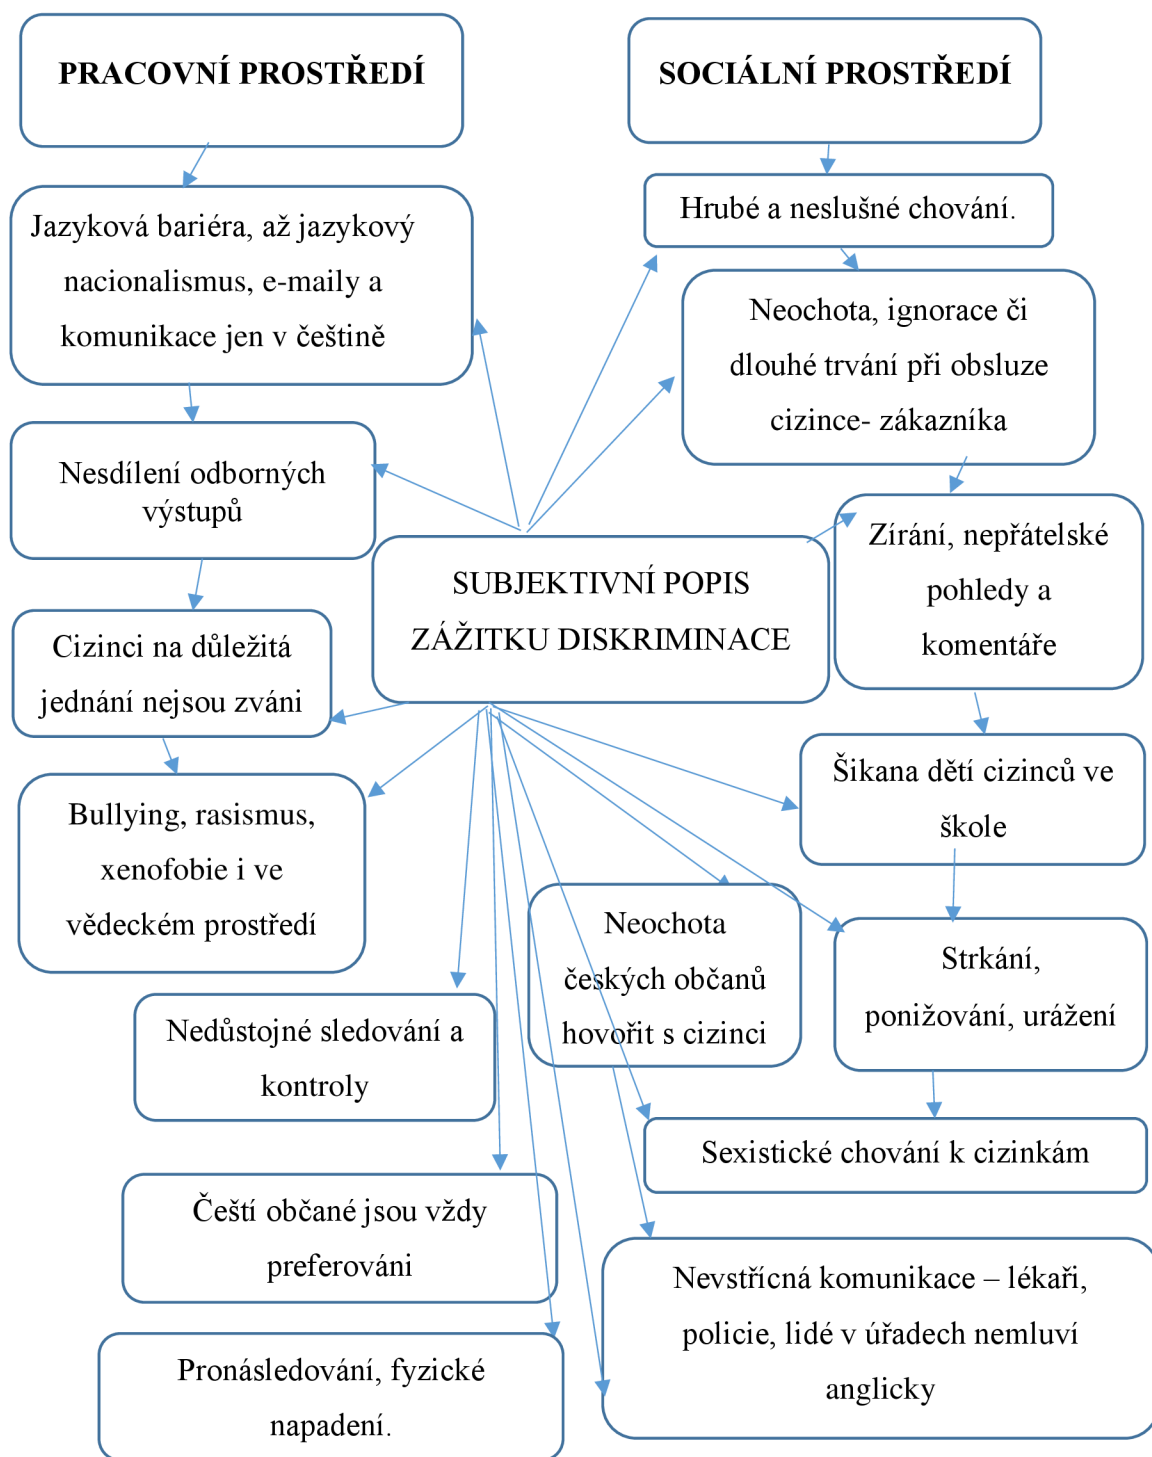 PRACOVNÍ PROSTŘEDÍ
SOCIÁLNÍ PROSTŘEDÍ
Jazyková bariéra, až jazykový
nacionalismus, e-maily a
komunikace jen v češtině
Hrubé a neslušné chování.
Neochota, ignorace či
dlouhé trvání při obsluze
cizince- zákazníka
Nesdílení odborných
výstupů
Zírání, nepřátelské
pohledy a
komentáře
SUBJEKTIVNÍ POPIS
ZÁŽITKU DISKRIMINACE
Cizinci na důležitá
jednání nejsou zváni
Šikana dětí cizinců ve
škole
Bullying, rasismus,
xenofobie i ve
vědeckém prostředí
Neochota
českých občanů
hovořit s cizinci
Strkání,
ponižování, urážení
Nedůstojné sledování a
kontroly
Sexistické chování k cizinkám
Čeští občané jsou vždy
preferováni
Nevstřícná komunikace – lékaři,
policie, lidé v úřadech nemluví
anglicky
Pronásledování, fyzické
napadení.